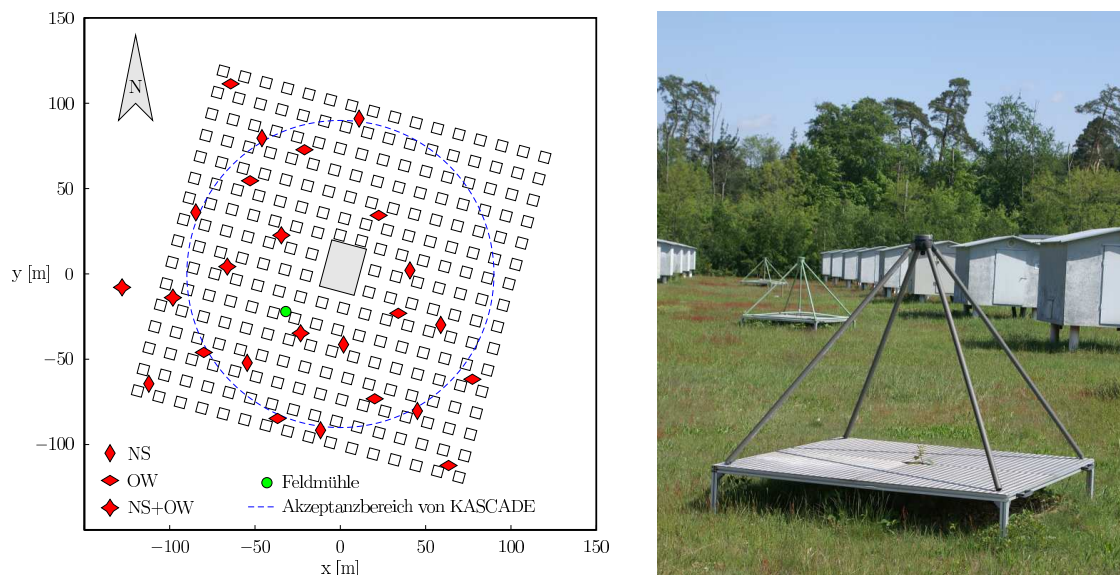 150
100
50
0
−50
−100
y [m]
N
NS
OW
NS+OW
Feldmühle
Akzeptanzbereich von KASCADE
−100
−50
0
50
100
150
x [m]